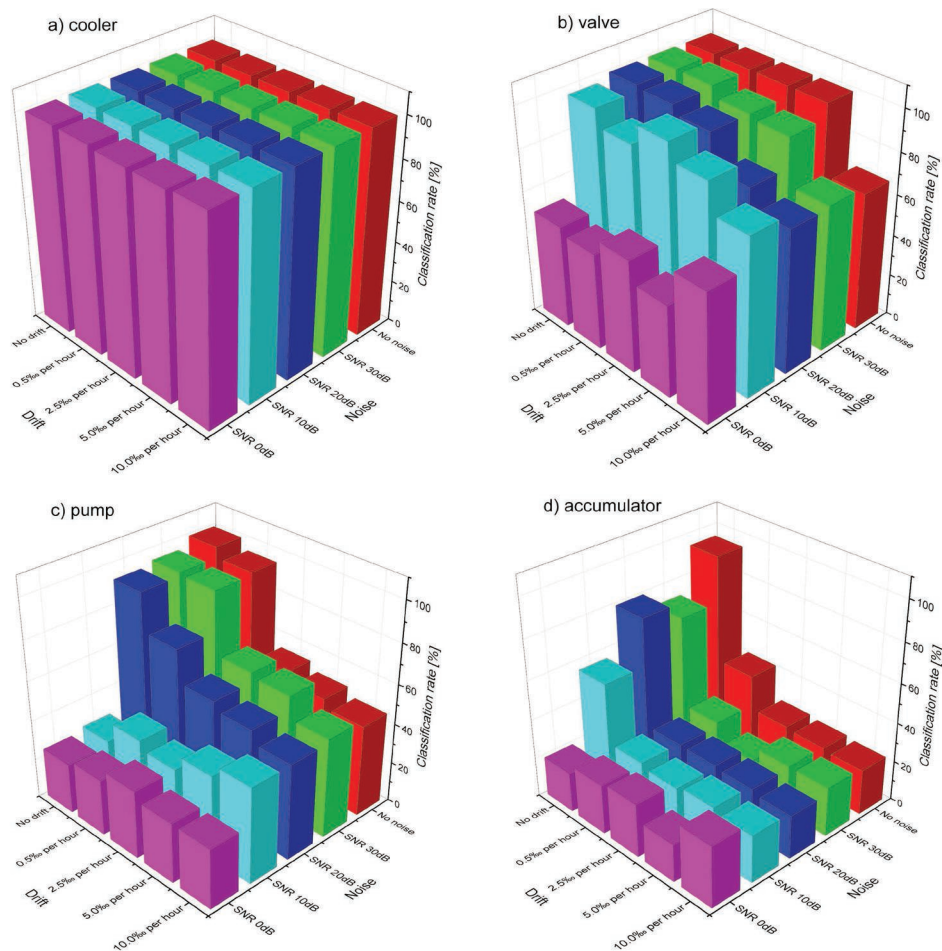 a) cooler
100
80
60
40
20
0
Classification rate [%]
No drift
0.5‰ per hour
2.5‰ per hour
5.0‰ per hour
10.0‰ per hour
Drift
SNR 0dB
SNR 10dB
SNR 20dB
SNR 30dB
No noise
Noise
b) valve
100
80
60
40
20
0
Classification rate [%]
No drift
0.5‰ per hour
2.5‰ per hour
5.0‰ per hour
10.0‰ per hour
Drift
SNR 0dB
SNR 10dB
SNR 20dB
SNR 30dB
No noise
Noise
c) pump
100
80
60
40
20
0
Classification rate [%]
No drift
0.5‰ per hour
2.5‰ per hour
5.0‰ per hour
10.0‰ per hour
Drift
SNR 0dB
SNR 10dB
SNR 20dB
SNR 30dB
No noise
Noise
d) accumulator
100
80
60
40
20
0
Classification rate [%]
No drift
0.5‰ per hour
2.5‰ per hour
5.0‰ per hour
10.0‰ per hour
Drift
SNR 0dB
SNR 10dB
SNR 20dB
SNR 30dB
No noise
Noise